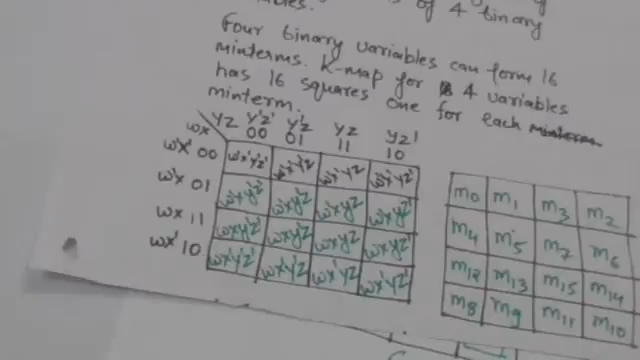 of 4 binary
Four binary variables can form 16
minterms. K-map for 4 variables
has 16 squares one for each
minterm.
wx YZ Y'Z' Y'Z YZ YZ'
00 01 11 10
w'x' 00 w'x'y'z' w'x'y'z w'x'yz w'x'yz'
w'x 01 w'xy'z' w'xy'z w'xyz w'xyz'
wx 11 wxy'z' wxy'z wxyz wxyz'
wx' 10 wx'y'z' wx'y'z wx'yz wx'yz'
m0 m1 m3 m2
m4 m5 m7 m6
m12 m13 m15 m14
m8 m9 m11 m10